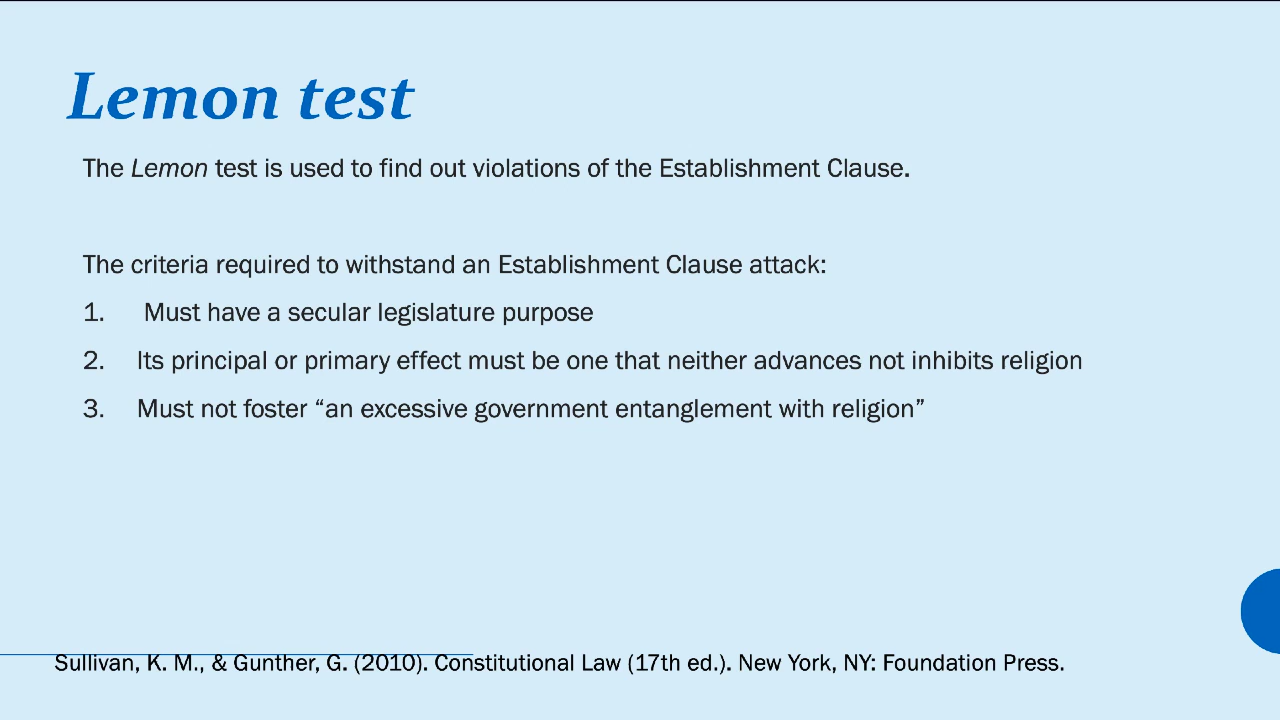 Lemon test
The Lemon test is used to find out violations of the Establishment Clause.
The criteria required to withstand an Establishment Clause attack:
1. Must have a secular legislature purpose
2. Its principal or primary effect must be one that neither advances not inhibits religion
3. Must not foster “an excessive government entanglement with religion”
Sullivan, K. M., & Gunther, G. (2010). Constitutional Law (17th ed.). New York, NY: Foundation Press.